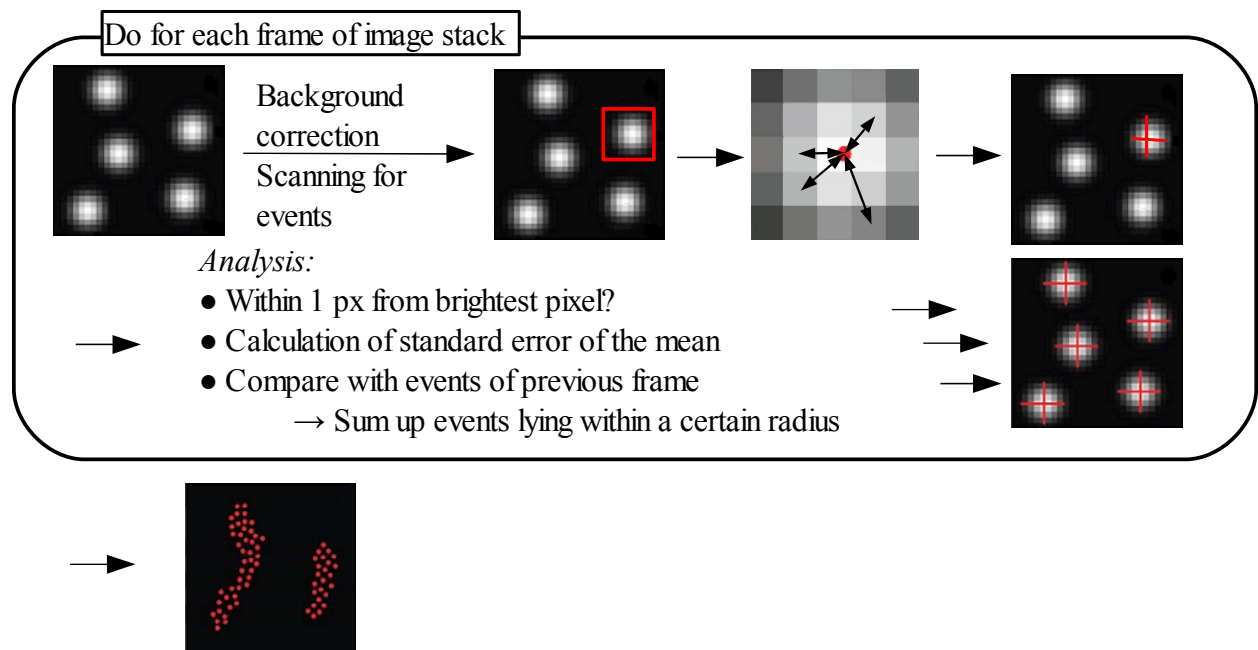 Do for each frame of image stack
Background
correction
Scanning for
events
Analysis:
● Within 1 px from brightest pixel?
● Calculation of standard error of the mean
● Compare with events of previous frame
→ Sum up events lying within a certain radius